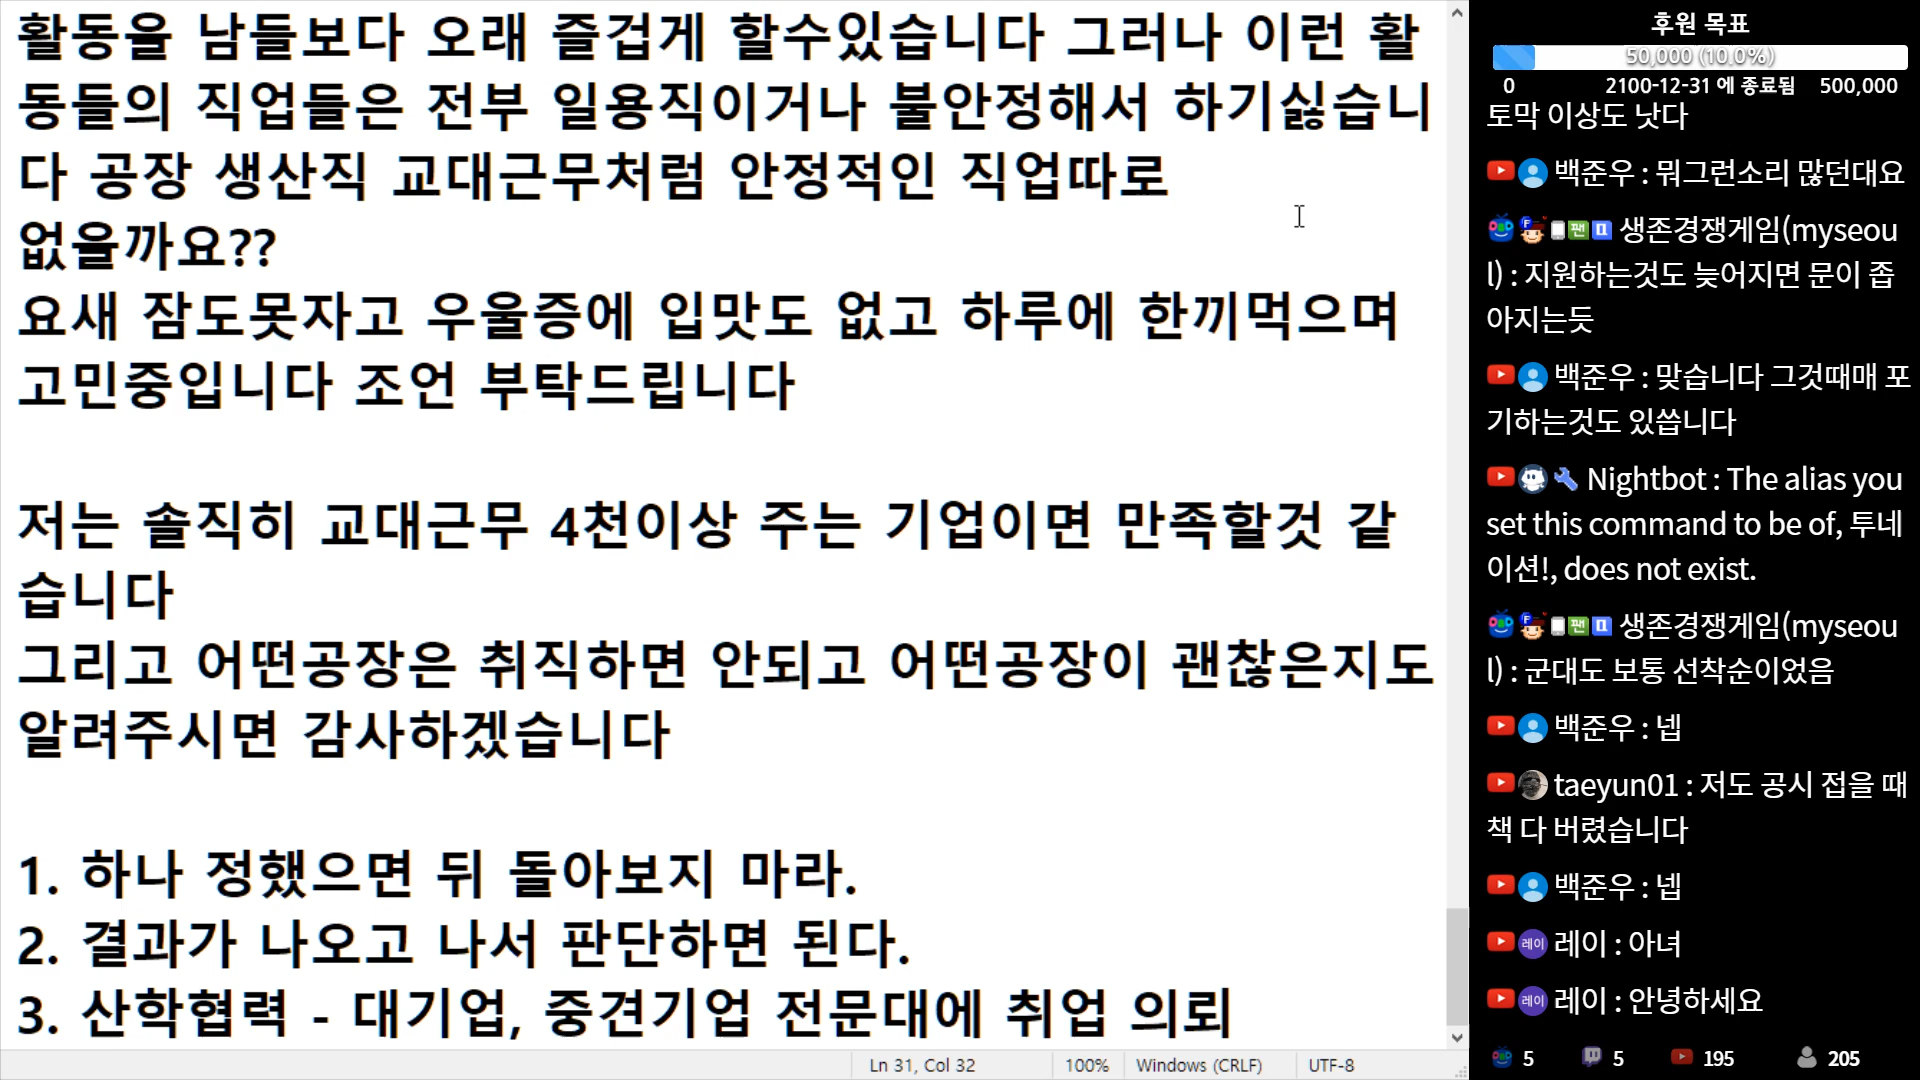 활동을 남들보다 오래 즐겁게 할수있습니다 그러나 이런 활
동들의 직업들은 전부 일용직이거나 불안정해서 하기싫습니
다 공장 생산직 교대근무처럼 안정적인 직업따로
없을까요??
요새 잠도못자고 우울증에 입맛도 없고 하루에 한끼먹으며
고민중입니다 조언 부탁드립니다
저는 솔직히 교대근무 4천이상 주는 기업이면 만족할것 같
습니다
그리고 어떤공장은 취직하면 안되고 어떤공장이 괜찮은지도
알려주시면 감사하겠습니다
1. 하나 정했으면 뒤 돌아보지 마라.
2. 결과가 나오고 나서 판단하면 된다.
3. 산학협력 - 대기업, 중견기업 전문대에 취업 의뢰
Ln 31, Col 32 100% Windows (CRLF) UTF-8
후원 목표
50,000 (10.0%)
0 2100-12-31 에 종료됨 500,000
토막 이상도 낫다
백준우 : 뭐그런소리 많던대요
생존경쟁게임(myseou
l) : 지원하는것도 늦어지면 문이 좁
아지는듯
백준우 : 맞습니다 그것때매 포
기하는것도 있씁니다
Nightbot : The alias you
set this command to be of, 투네
이션!, does not exist.
생존경쟁게임(myseou
l) : 군대도 보통 선착순이었음
백준우 : 넵
taeyun01 : 저도 공시 접을 때
책 다 버렸습니다
백준우 : 넵
레이 레이 : 아녀
레이 레이 : 안녕하세요
5 5 195 205